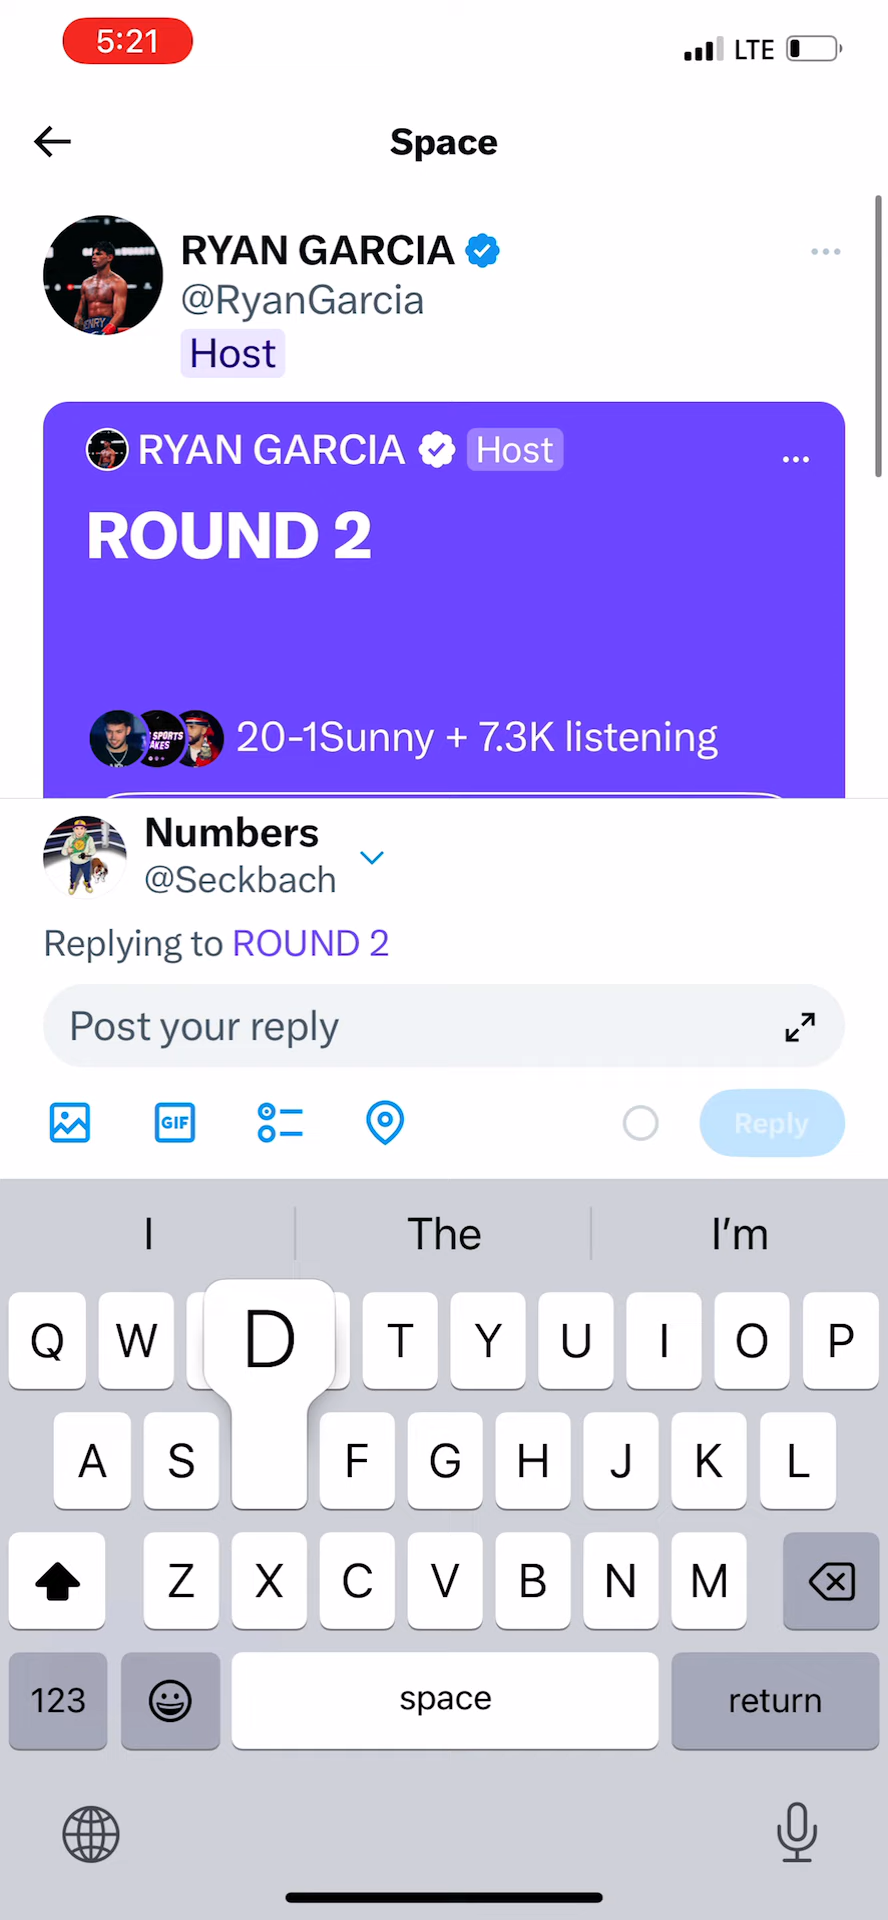 5:21
LTE
Space
RYAN GARCIA
@RyanGarcia
Host
RYAN GARCIA Host
ROUND 2
20-1Sunny + 7.3K listening
Numbers
@Seckbach
Replying to ROUND 2
Post your reply
GIF
Reply
I The I'm
Q W D T Y U I O P
A S F G H J K L
Z X C V B N M
123 space return